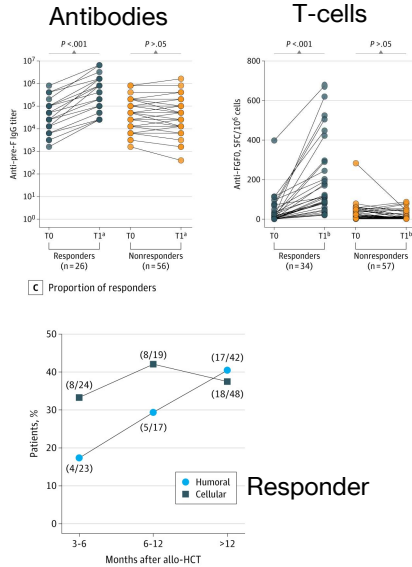 Antibodies
T-cells
P <.001
P >.05
P <.001
P >.05
Anti-pre-F IgG titer
10⁷
10⁶
10⁵
10⁴
10³
10²
10¹
10⁰
T0
T1ᵃ
T0
T1ᵃ
Responders
(n=26)
Nonresponders
(n=56)
Anti-FGF0, SFC/10⁶ cells
800
600
400
200
0
T0
T1ᵇ
T0
T1ᵇ
Responders
(n=34)
Nonresponders
(n=57)
C Proportion of responders
Patients, %
50
40
30
20
10
0
(8/24)
(8/19)
(17/42)
(18/48)
(5/17)
(4/23)
Humoral
Cellular
Responder
3-6
6-12
>12
Months after allo-HCT